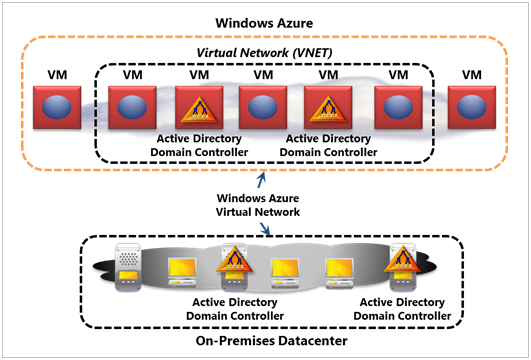 Windows Azure
Virtual Network (VNET)
VM VM VM VM VM VM VM
Active Directory Active Directory
Domain Controller Domain Controller
Windows Azure
Virtual Network
Active Directory Active Directory
Domain Controller Domain Controller
On-Premises Datacenter